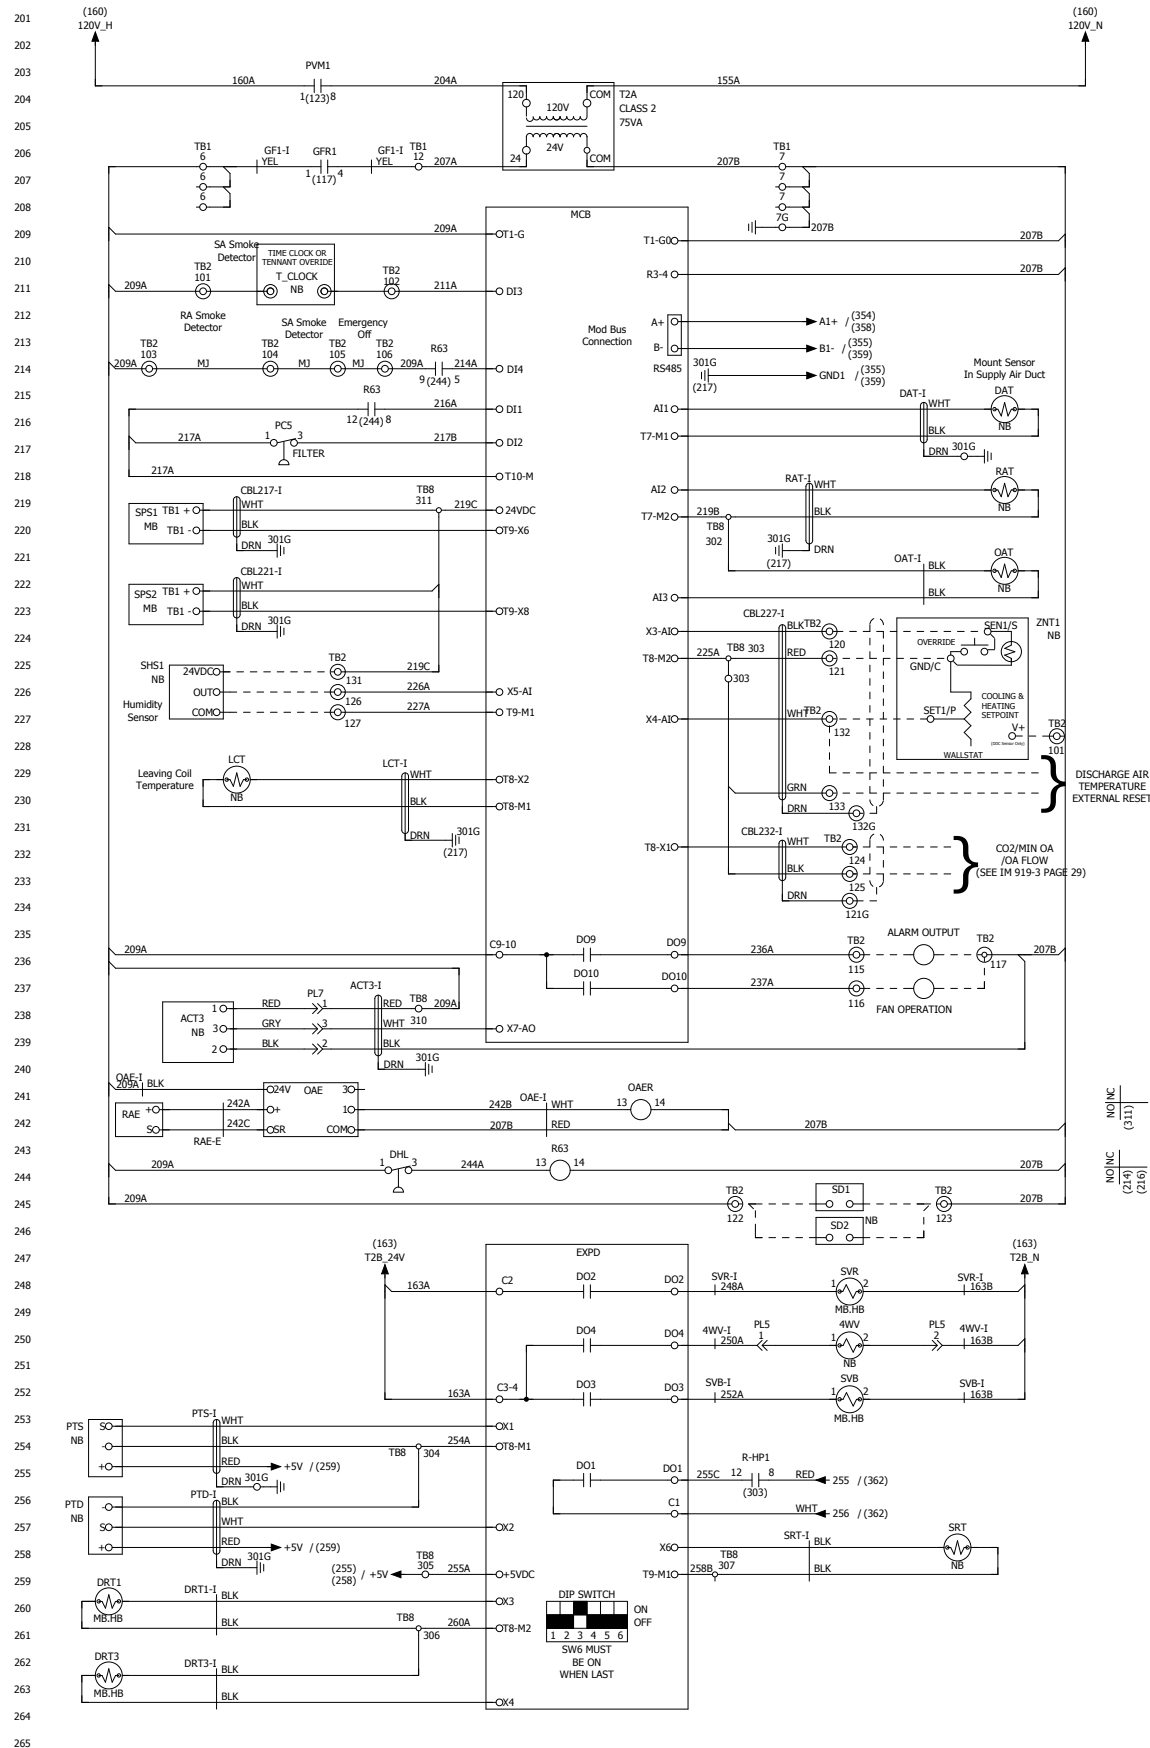 201
(160)
120V_H
(160)
120V_N
202
203
PVM1
160A
204A
155A
204
1 (123) 8
120
COM
T2A
CLASS 2
75VA
120V
205
24V
24
COM
206
TB1
6
GF1-I
YEL
GFR1
GF1-I
YEL
TB1
12
207A
207B
TB1
7
207
1 (117) 4
6
7
208
6
7
7G
207B
209
209A
MCB
T1-G
T1-G0
207B
210
SA Smoke
Detector
TIME CLOCK OR
TENNANT OVERIDE
R3-4
207B
211
209A
TB2
101
T_CLOCK
NB
TB2
102
211A
DI3
212
RA Smoke
Detector
SA Smoke
Detector
Emergency
Off
Mod Bus
Connection
A+
A1+ / (354)
(358)
213
B-
B1- / (355)
(359)
214
209A
TB2
103
MJ
TB2
104
MJ
TB2
105
MJ
TB2
106
209A
R63
9 (244) 5
214A
DI4
RS485
301G
(217)
GND1 / (355)
(359)
Mount Sensor
In Supply Air Duct
215
R63
12 (244) 8
216A
DI1
AI1
DAT-I
WHT
DAT
NB
216
217A
PC5
1 3
FILTER
217B
DI2
T7-M1
BLK
217
DRN 301G
218
217A
T10-M
RAT
219
CBL217-I
WHT
TB8
311
219C
24VDC
AI2
RAT-I
WHT
NB
SPS1
MB
TB1 +
TB1 -
220
BLK
T9-X6
T7-M2
219B
TB8
302
BLK
DRN
301G
DRN
301G
(217)
221
CBL221-I
OAT-I
OAT
BLK
NB
222
SPS2
MB
TB1 +
TB1 -
WHT
AI3
BLK
223
BLK
T9-X8
DRN
301G
CBL227-I
224
X3-AI
BLK
TB2
120
SEN1/S
ZNT1
NB
OVERRIDE
225
SHS1
NB
24VDC
TB2
131
219C
T8-M2
225A
TB8 303
RED
121
GND/C
226
OUT
126
226A
X5-AI
303
COOLING &
HEATING
SETPOINT
227
Humidity
Sensor
COM
127
227A
T9-M1
X4-AI
WHT
TB2
132
SET1/P
V+
(DDC Sensor Only)
TB2
101
228
WALLSTAT
229
Leaving Coil
Temperature
LCT
NB
LCT-I
WHT
T8-X2
DISCHARGE AIR
TEMPERATURE
EXTERNAL RESET
230
BLK
T8-M1
GRN
133
231
DRN
301G
(217)
DRN
132G
CBL232-I
232
T8-X1
WHT
TB2
124
CO2/MIN OA
/OA FLOW
(SEE IM 919-3 PAGE 29)
233
BLK
125
234
DRN
121G
235
ALARM OUTPUT
236
209A
C9-10
DO9
DO9
236A
TB2
115
TB2
117
207B
237
DO10
DO10
237A
116
FAN OPERATION
238
ACT3
NB
1
RED
PL7
1
ACT3-I
RED
TB8
310
209A
3
GRY
3
WHT
X7-AO
239
2
BLK
2
BLK
240
DRN
301G
241
OAE-I
209A
BLK
24V
OAE
3
OAER
NO NC
(311)
RAE
+
242A
+
1
242B
OAE-I
WHT
13 14
242
S
242C
SR
COM
207B
RED
207B
RAE-E
243
DHL
R63
NO NC
(214)
(216)
244
209A
1 3
244A
13 14
207B
245
209A
TB2
122
SD1
TB2
123
207B
246
SD2
NB
247
(163)
T2B_24V
EXPD
(163)
T2B_N
248
163A
C2
DO2
DO2
SVR-I
248A
SVR
1 2
MB.HB
SVR-I
163B
249
250
DO4
DO4
4WV-I
250A
PL5
1
4WV
1 2
NB
PL5
2
4WV-I
163B
251
252
163A
C3-4
DO3
DO3
SVB-I
252A
SVB
1 2
MB.HB
SVB-I
163B
253
PTS
NB
S
PTS-I
WHT
X1
254
-
BLK
TB8
304
254A
T8-M1
255
+
RED
+5V / (259)
DO1
DO1
255C
R-HP1
12 8
(303)
RED
255 / (362)
DRN 301G
256
PTD
NB
-
PTD-I
BLK
C1
WHT
256 / (362)
257
S
WHT
X2
258
+
RED
+5V / (259)
X6
SRT-I
BLK
SRT
NB
DRN
301G
259
(255)
(258) / +5V
TB8
305
255A
+5VDC
T9-M1
258B
TB8
307
BLK
DRT1
MB.HB
DRT1-I
BLK
X3
260
DIP SWITCH
ON
OFF
261
BLK
TB8
306
260A
T8-M2
1 2 3 4 5 6
262
DRT3
MB.HB
DRT3-I
BLK
SW6 MUST
BE ON
WHEN LAST
263
BLK
X4
264
265